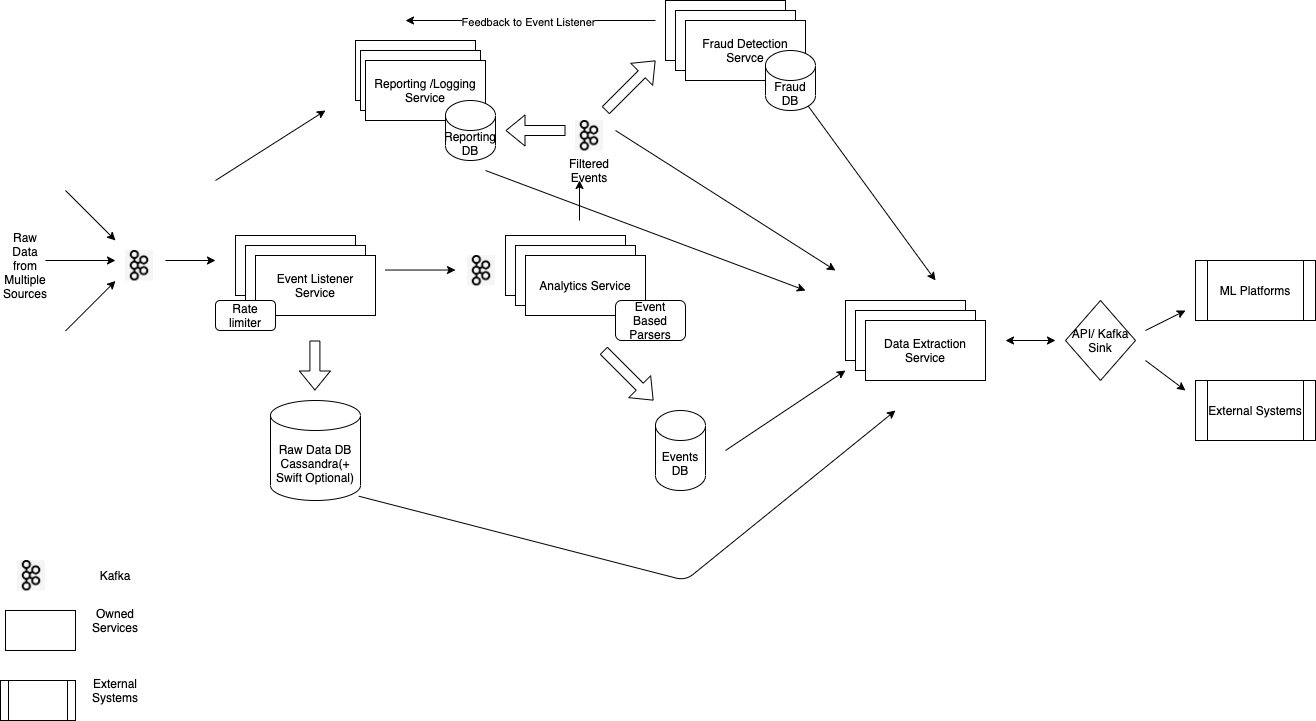 Feedback to Event Listener
Fraud Detection
Servce
Fraud
DB
Reporting /Logging
Service
Reporting
DB
Filtered
Events
Raw
Data
from
Multiple
Sources
Event Listener
Service
Rate
limiter
Analytics Service
Event
Based
Parsers
Data Extraction
Service
API/ Kafka
Sink
ML Platforms
External Systems
Raw Data DB
Cassandra(+
Swift Optional)
Events
DB
Kafka
Owned
Services
External
Systems